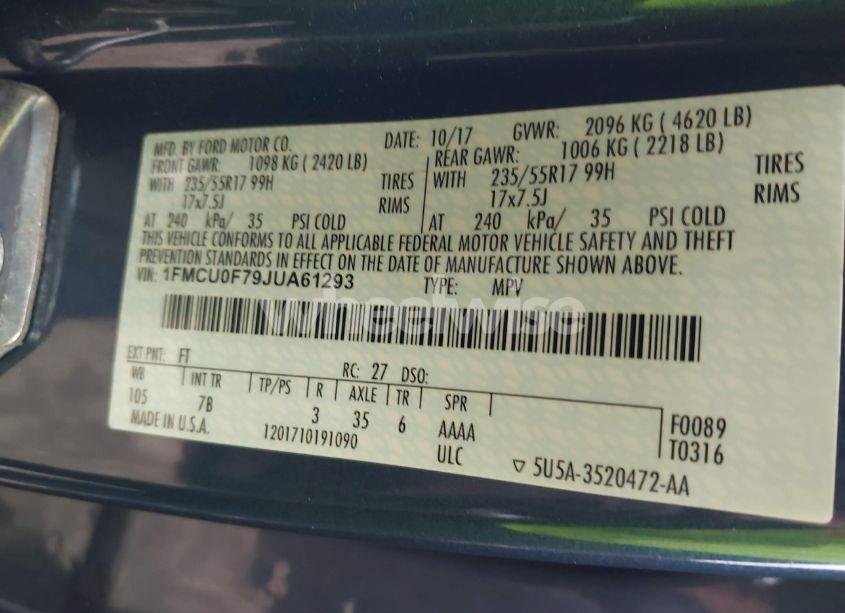 MFD. BY FORD MOTOR CO. DATE: 10/17 GVWR: 2096 KG ( 4620 LB)
FRONT GAWR: 1098 KG ( 2420 LB) REAR GAWR: 1006 KG ( 2218 LB)
WITH 235/55R17 99H TIRES WITH 235/55R17 99H TIRES
17x7.5J RIMS 17x7.5J RIMS
AT 240 kPa/ 35 PSI COLD AT 240 kPa/ 35 PSI COLD
THIS VEHICLE CONFORMS TO ALL APPLICABLE FEDERAL MOTOR VEHICLE SAFETY AND THEFT
PREVENTION STANDARDS IN EFFECT ON THE DATE OF MANUFACTURE SHOWN ABOVE.
VIN: 1FMCU0F79JUA61293 TYPE: MPV
wheelwise
EXT PNT: FT RC: 27 DSO:
WB INT TR TP/PS R AXLE TR SPR
105 7B 3 35 6 AAAA F0089
MADE IN U.S.A. 1201710191090 ULC T0316
▽ 5U5A-3520472-AA